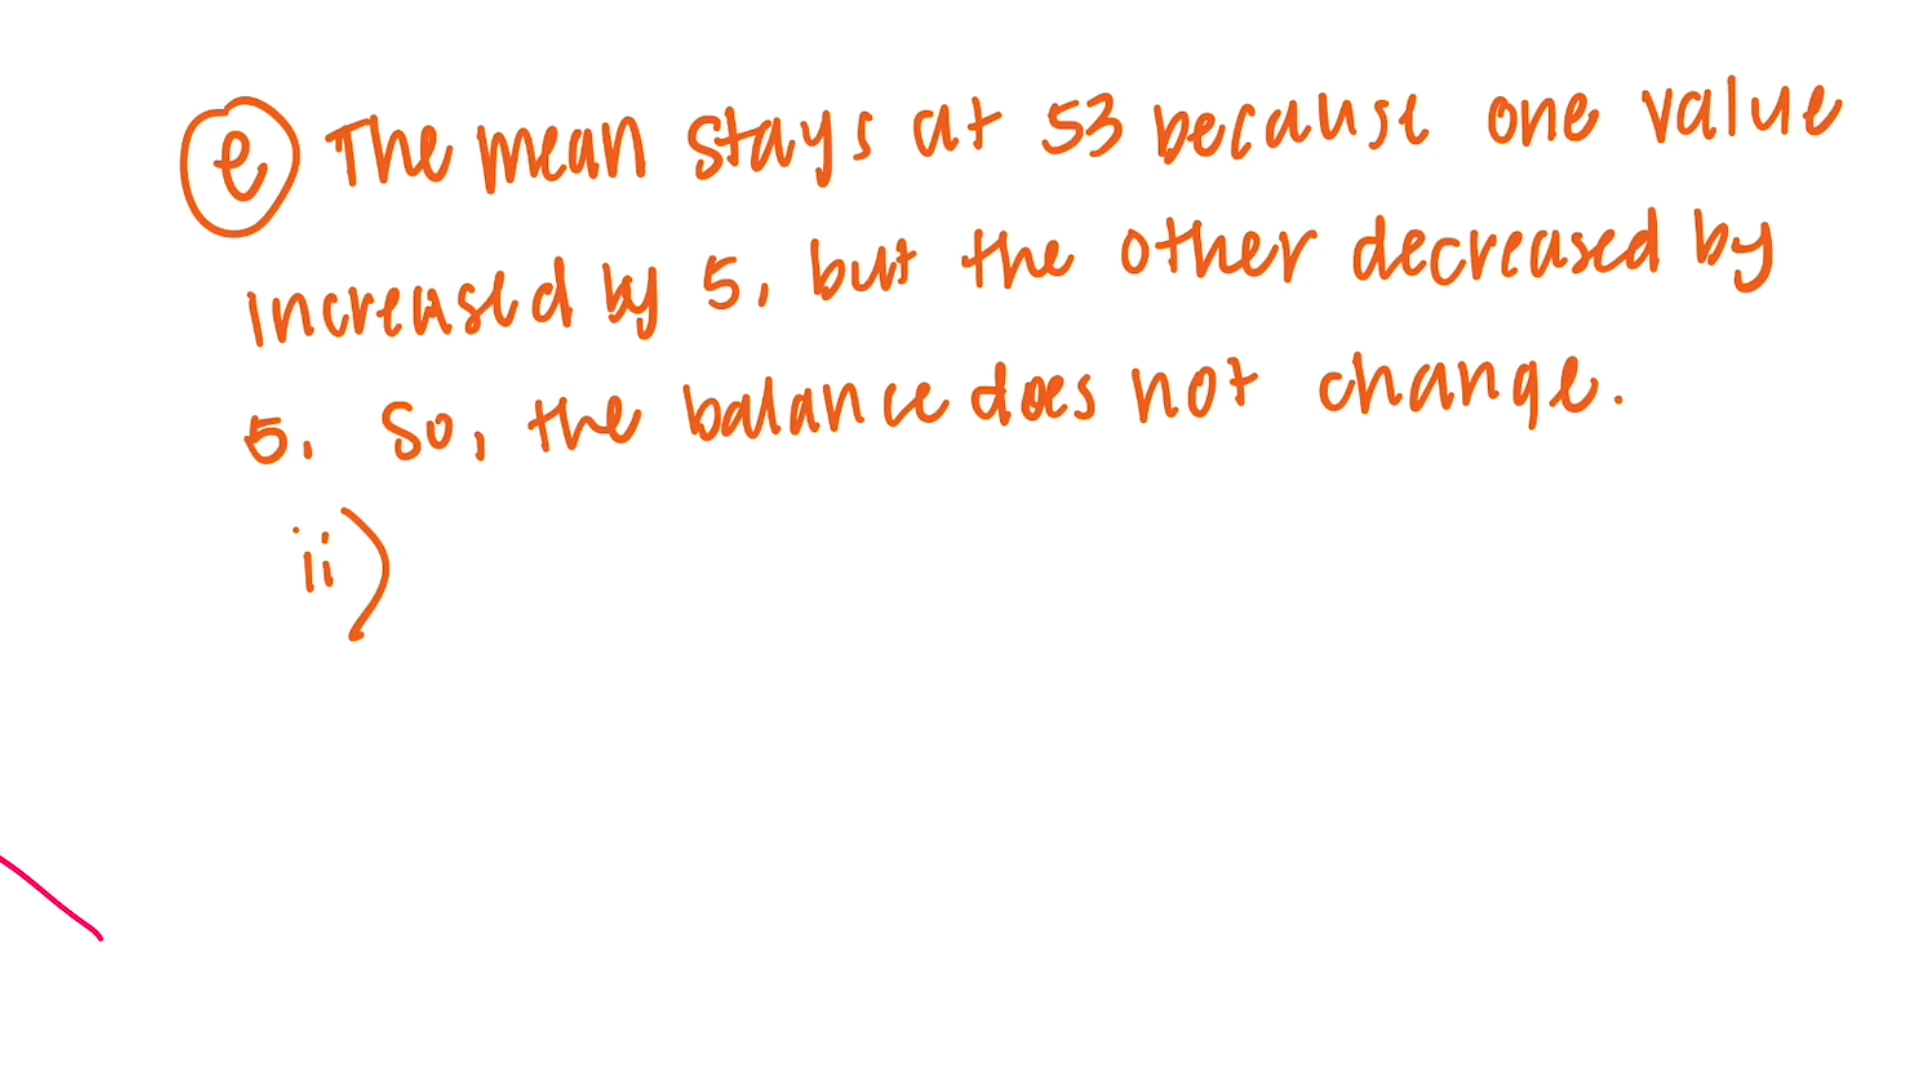 e The mean stays at 53 because one value
increased by 5, but the other decreased by
5. So, the balance does not change.
ii)